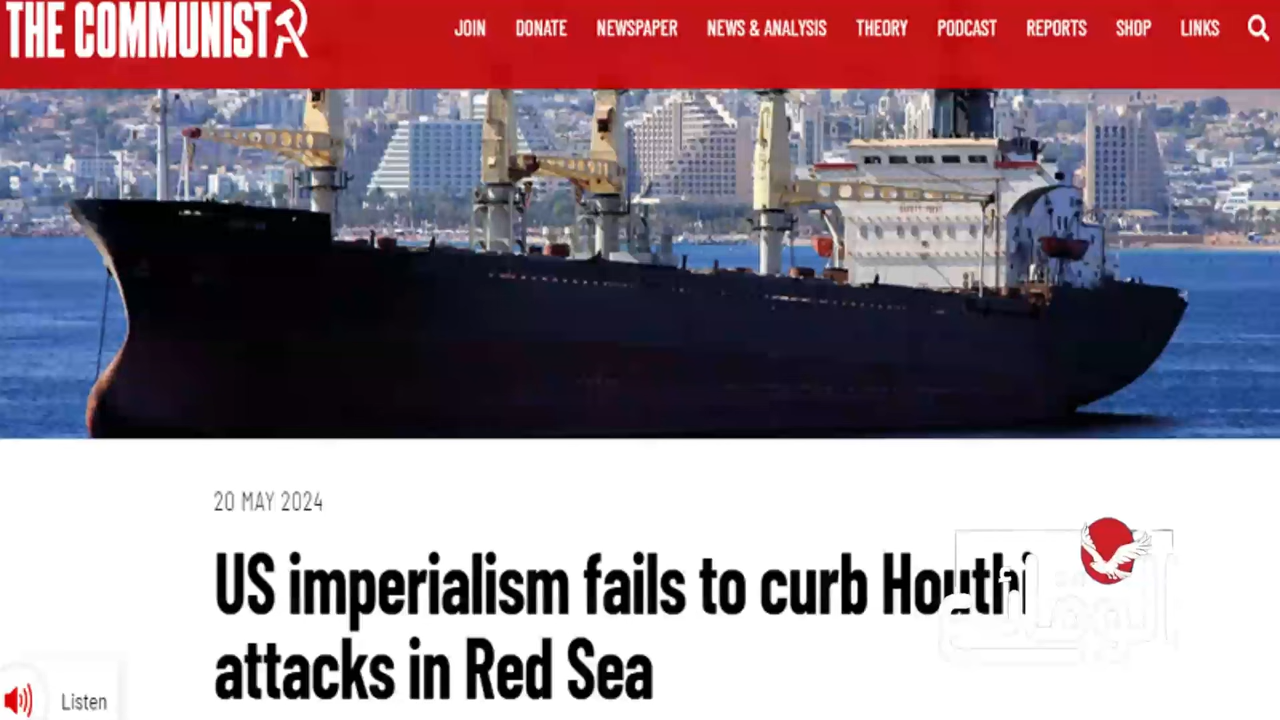 THE COMMUNIST
JOIN DONATE NEWSPAPER NEWS & ANALYSIS THEORY PODCAST REPORTS SHOP LINKS
20 MAY 2024
US imperialism fails to curb Houthi
attacks in Red Sea
Listen